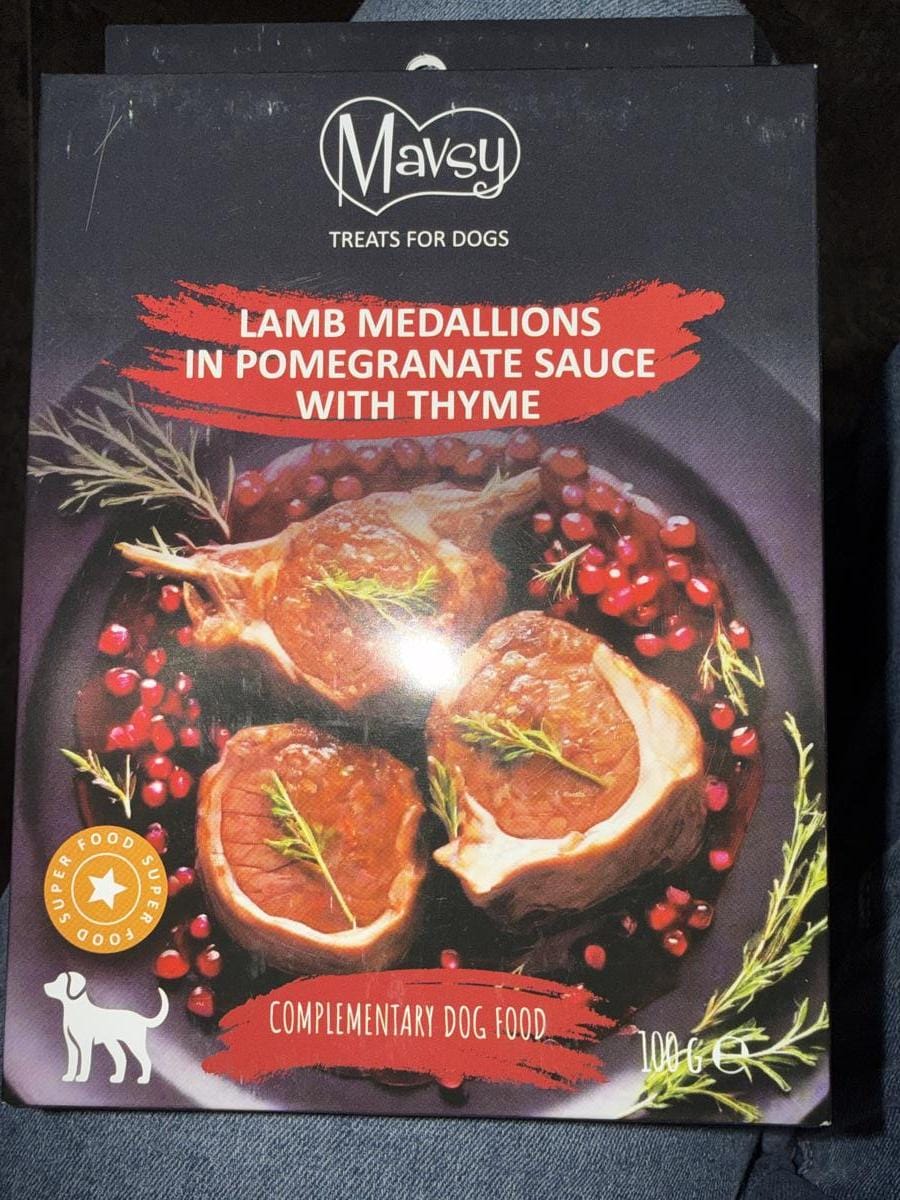 Mavsy
TREATS FOR DOGS
LAMB MEDALLIONS
IN POMEGRANATE SAUCE
WITH THYME
SUPER FOOD SUPER FOOD
COMPLEMENTARY DOG FOOD
100 G ℮